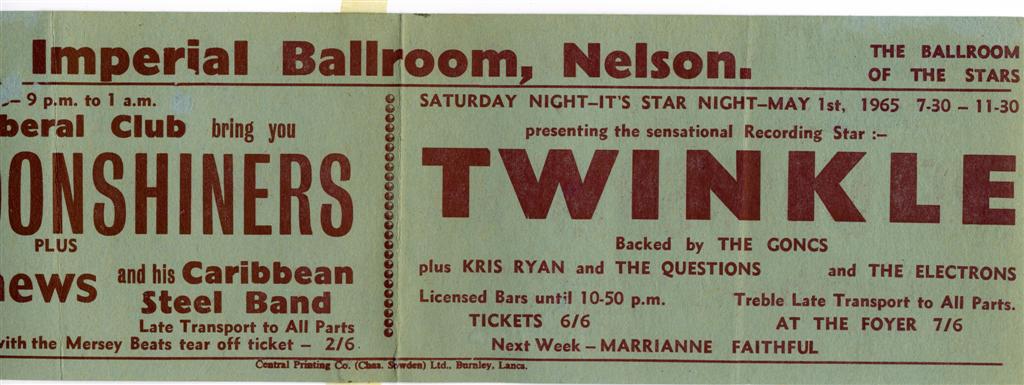 Imperial Ballroom, Nelson.
THE BALLROOM
OF THE STARS
– 9 p.m. to 1 a.m.
beral Club bring you
OONSHINERS
PLUS
ews and his Caribbean
Steel Band
Late Transport to All Parts
with the Mersey Beats tear off ticket – 2/6
SATURDAY NIGHT–IT'S STAR NIGHT–MAY 1st, 1965 7-30 – 11-30
presenting the sensational Recording Star :–
TWINKLE
Backed by THE GONCS
plus KRIS RYAN and THE QUESTIONS and THE ELECTRONS
Licensed Bars until 10-50 p.m. Treble Late Transport to All Parts.
TICKETS 6/6 AT THE FOYER 7/6
Next Week – MARRIANNE FAITHFUL
Central Printing Co. (Chas. Sowden) Ltd., Burnley, Lancs.